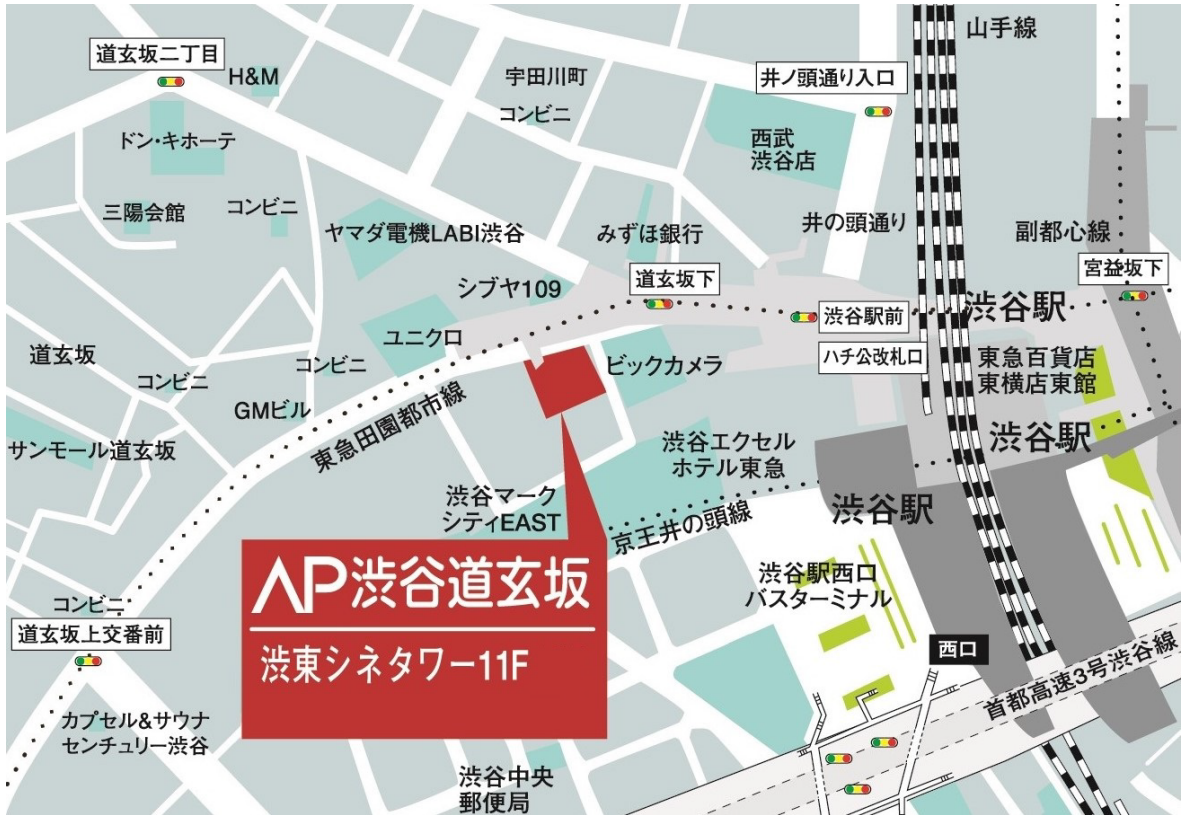 山手線
道玄坂二丁目
H&M
宇田川町
コンビニ
井ノ頭通り入口
ドン・キホーテ
西武
渋谷店
三陽会館
コンビニ
ヤマダ電機LABI渋谷
みずほ銀行
井の頭通り
副都心線
宮益坂下
シブヤ109
道玄坂下
渋谷駅前
渋谷駅
ユニクロ
ハチ公改札口
道玄坂
コンビニ
コンビニ
ビックカメラ
東急百貨店
東横店東館
GMビル
東急田園都市線
サンモール道玄坂
渋谷エクセル
ホテル東急
渋谷駅
渋谷マーク
シティEAST
京王井の頭線
渋谷駅
AP渋谷道玄坂
渋東シネタワー11F
渋谷駅西口
バスターミナル
コンビニ
道玄坂上交番前
西口
首都高速3号渋谷線
カプセル&サウナ
センチュリー渋谷
渋谷中央
郵便局